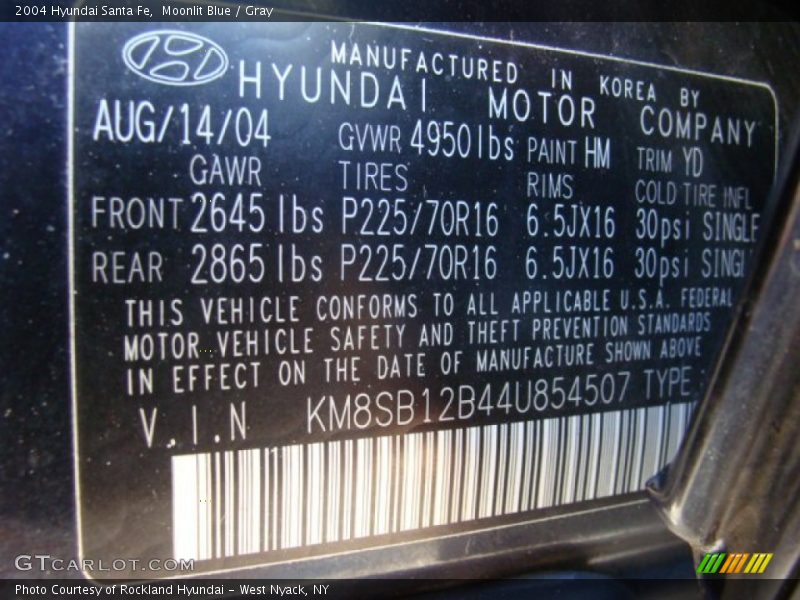 2004 Hyundai Santa Fe, Moonlit Blue / Gray
MANUFACTURED IN KOREA BY
HYUNDAI MOTOR COMPANY
AUG/14/04 GVWR 4950lbs PAINT HM TRIM YD
GAWR TIRES RIMS COLD TIRE INFL
FRONT 2645 lbs P225/70R16 6.5JX16 30psi SINGLE
REAR 2865 lbs P225/70R16 6.5JX16 30psi
THIS VEHICLE CONFORMS TO ALL APPLICABLE U.S.A. FEDERAL
MOTOR VEHICLE SAFETY AND THEFT PREVENTION STANDARDS
IN EFFECT ON THE DATE OF MANUFACTURE SHOWN ABOVE
V.I.N KM8SB12B44U854507 TYPE
GTCARLOT.COM
Photo Courtesy of Rockland Hyundai - West Nyack, NY